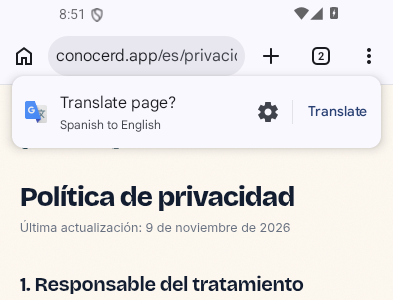 8:51
conocerd.app/es/privacic
2
Translate page?
Spanish to English
Translate
Política de privacidad
Última actualización: 9 de noviembre de 2026
1. Responsable del tratamiento